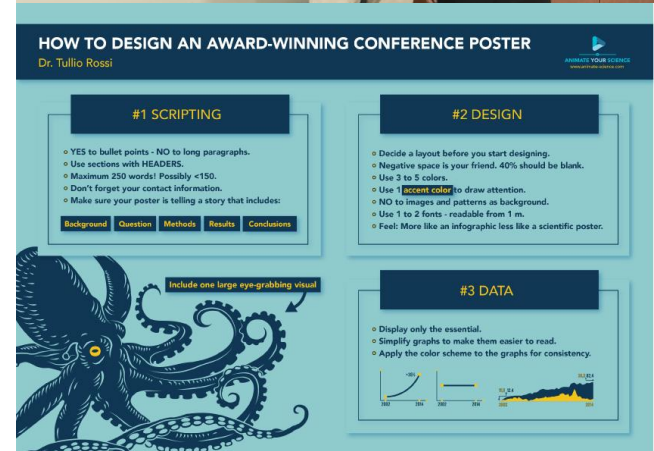 HOW TO DESIGN AN AWARD-WINNING CONFERENCE POSTER
Dr. Tullio Rossi
ANIMATE YOUR SCIENCE
www.animate-science.com
#1 SCRIPTING
YES to bullet points - NO to long paragraphs.
Use sections with HEADERS.
Maximum 250 words! Possibly <150.
Don't forget your contact information.
Make sure your poster is telling a story that includes:
Background Question Methods Results Conclusions
Include one large eye-grabbing visual
#2 DESIGN
Decide a layout before you start designing.
Negative space is your friend. 40% should be blank.
Use 3 to 5 colors.
Use 1 accent color to draw attention.
NO to images and patterns as background.
Use 1 to 2 fonts - readable from 1 m.
Feel: More like an infographic less like a scientific poster.
#3 DATA
Display only the essential.
Simplify graphs to make them easier to read.
Apply the color scheme to the graphs for consistency.
2002 2014